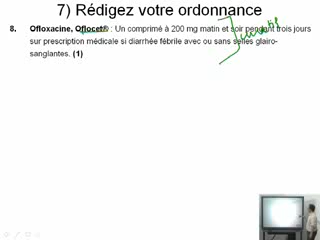 7) Rédigez votre ordonnance
8. Ofloxacine, Oflocet® : Un comprimé à 200 mg matin et soir pendant trois jours
sur prescription médicale si diarrhée fébrile avec ou sans selles glairo-
sanglantes. (1)